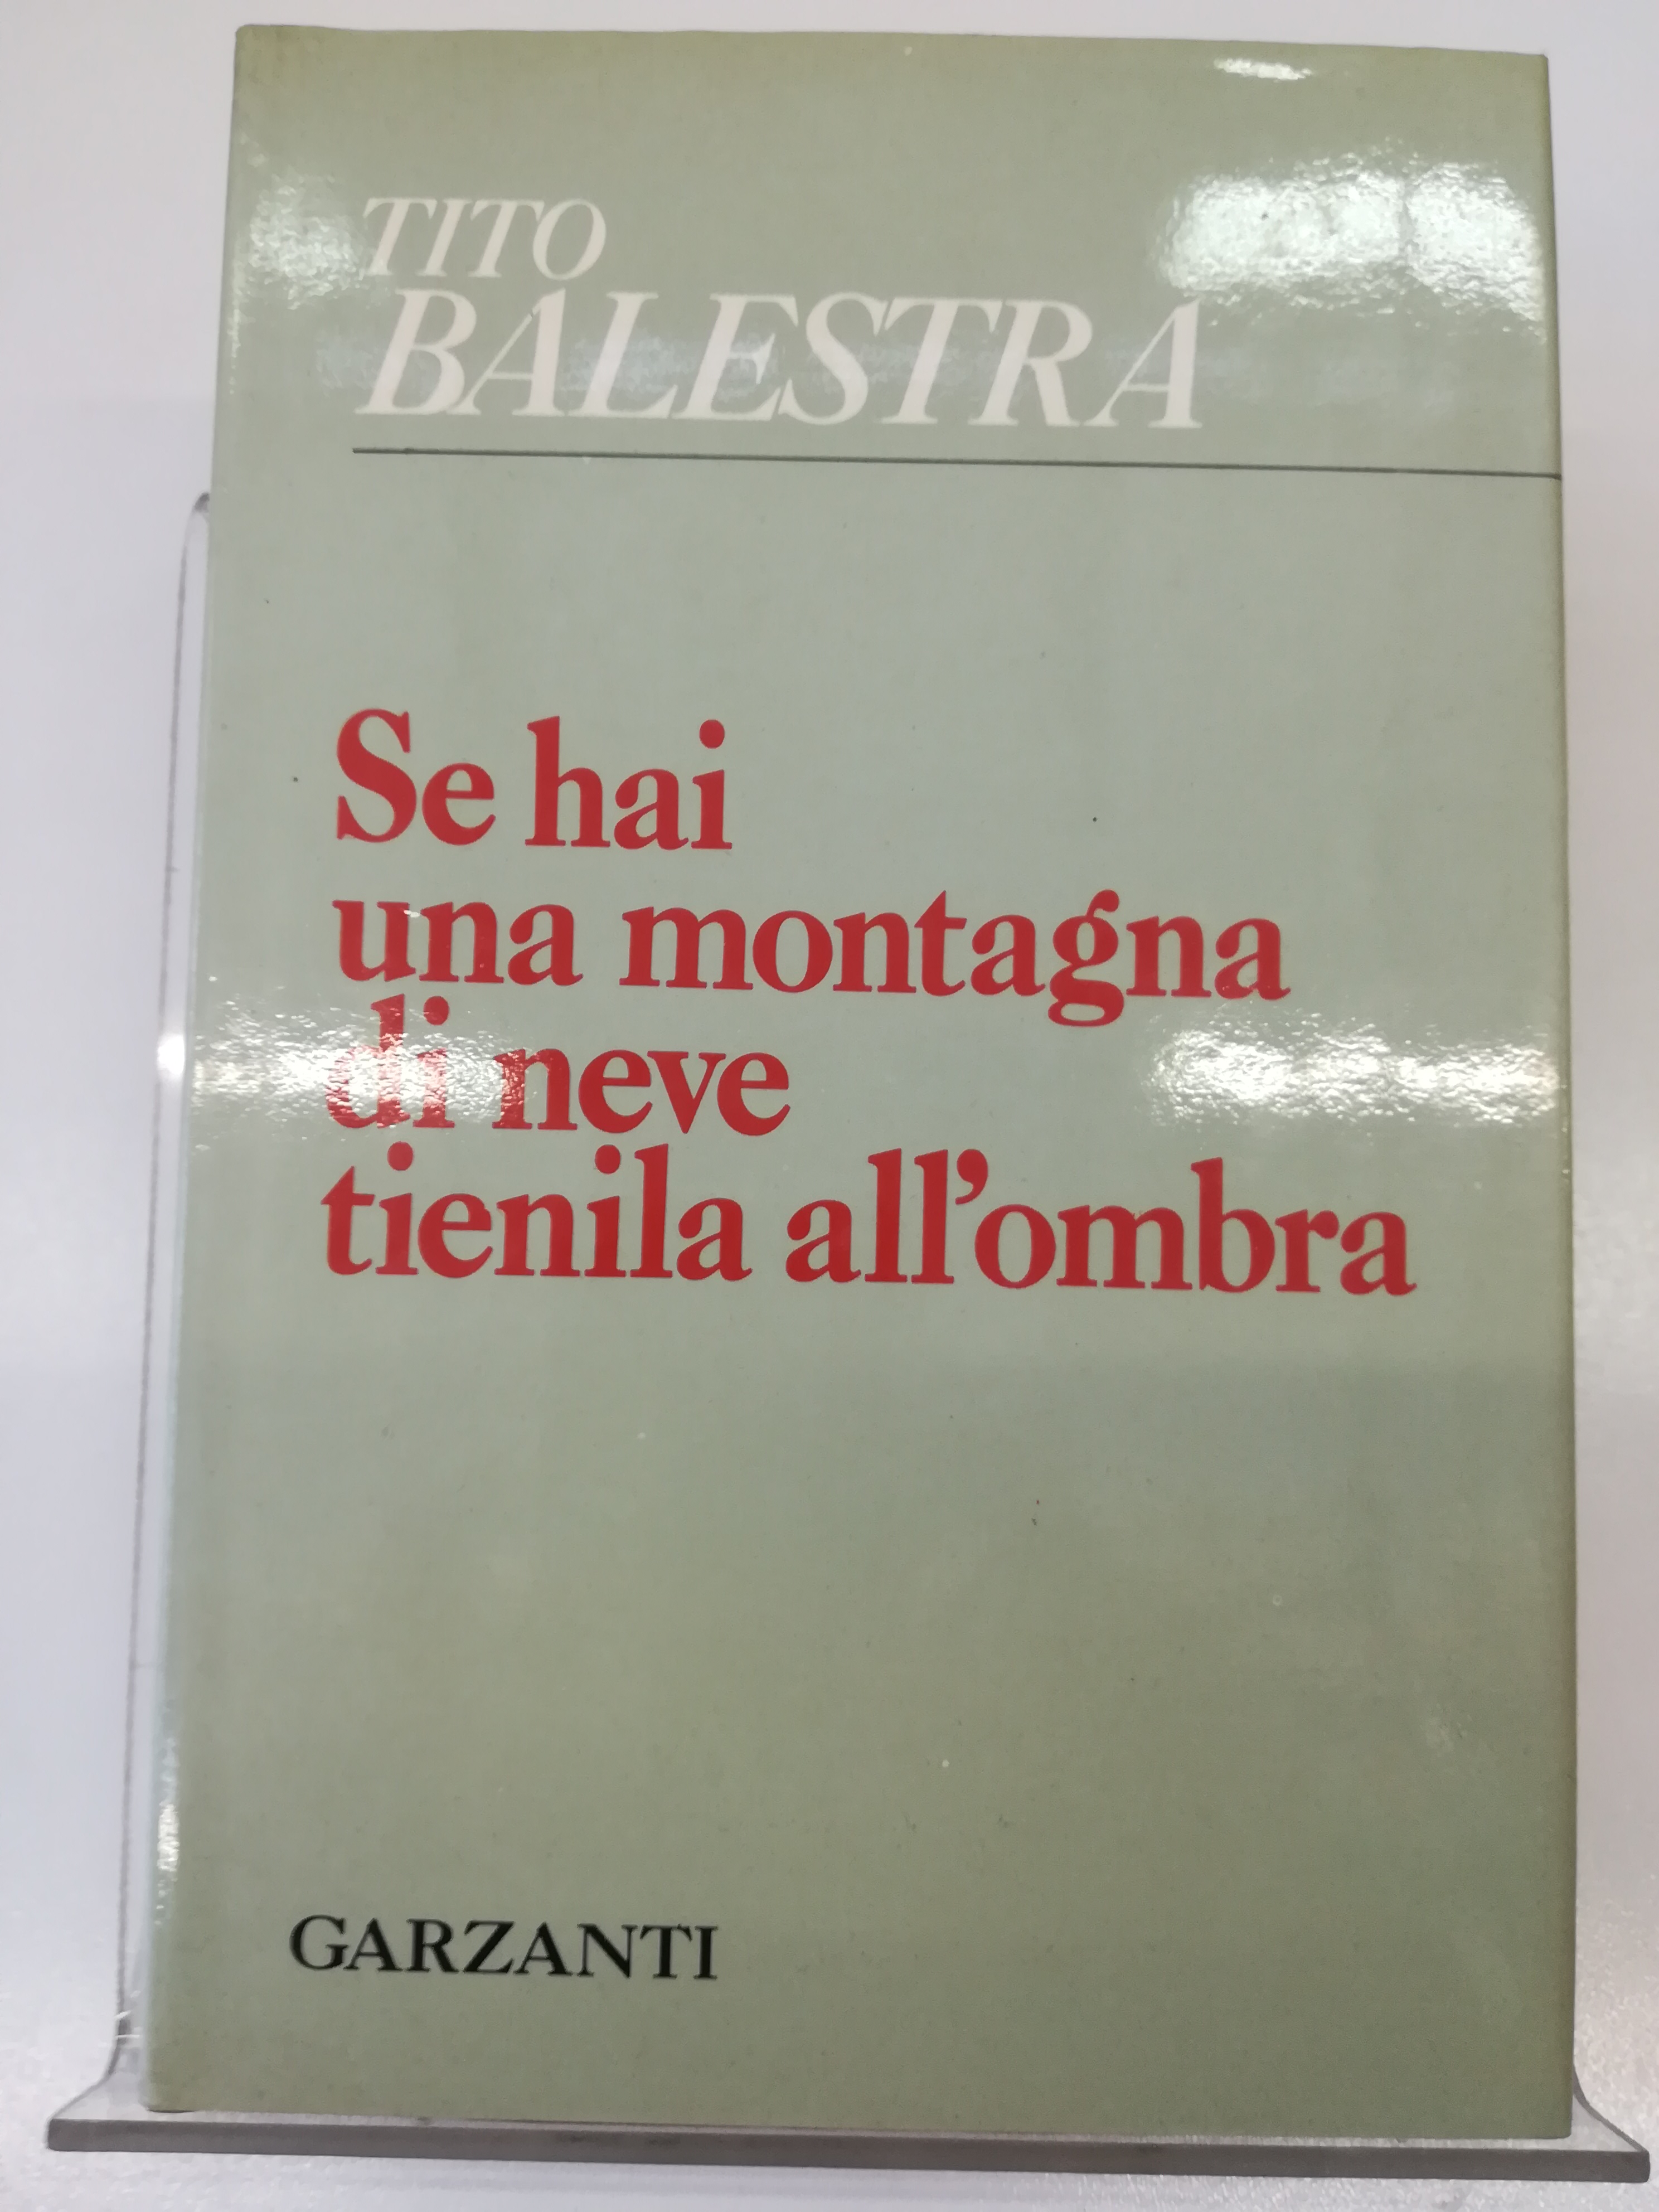 TITO
BALESTRA
Se hai
una montagna
di neve
tienila all'ombra
GARZANTI